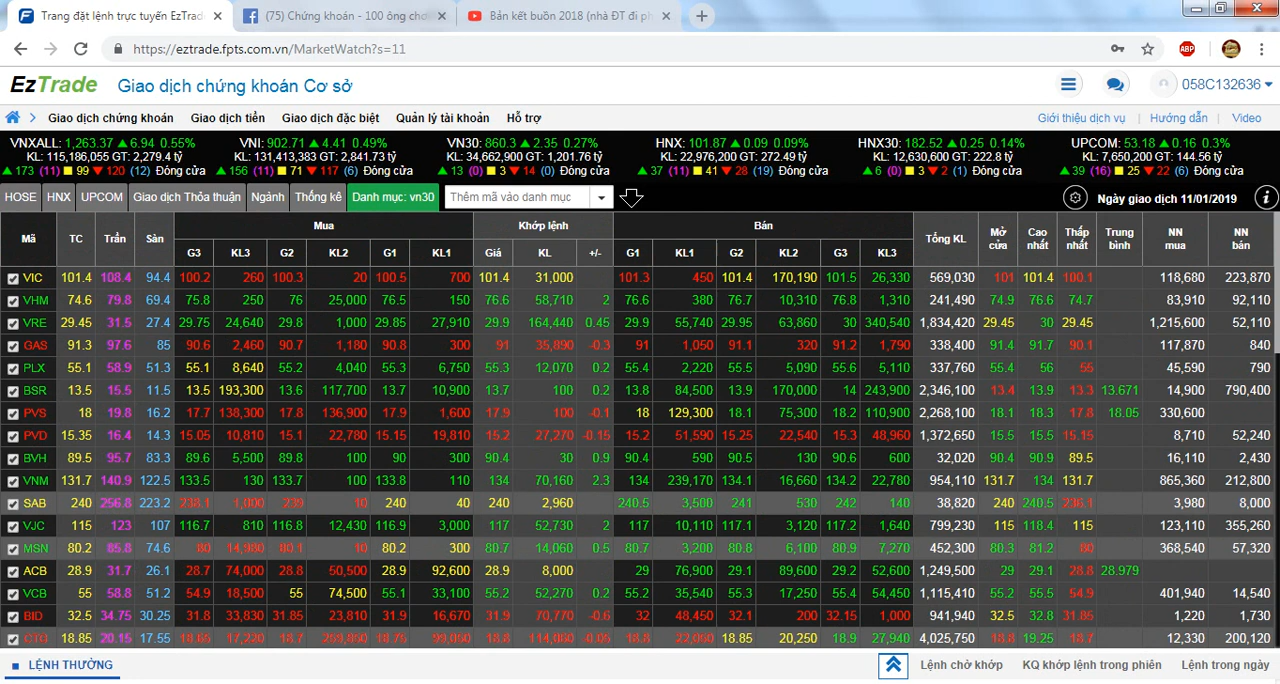 Trang đặt lệnh trực tuyến EzTrad
(75) Chứng khoán - 100 ông chơi
Bản kết buồn 2018 (nhà ĐT đi ph
https://eztrade.fpts.com.vn/MarketWatch?s=11
ABP
EzTrade Giao dịch chứng khoán Cơ sở 058C132636
Giao dịch chứng khoán Giao dịch tiền Giao dịch đặc biệt Quản lý tài khoản Hỗ trợ Giới thiệu dịch vụ | Hướng dẫn | Video
VNXALL: 1,263.37 ▲ 6.94 0.55% VNI: 902.71 ▲ 4.41 0.49% VN30: 860.3 ▲ 2.35 0.27% HNX: 101.87 ▲ 0.09 0.09% HNX30: 182.52 ▲ 0.25 0.14% UPCOM: 53.18 ▲ 0.16 0.3%
KL: 115,186,055 GT: 2,279.4 tỷ KL: 131,413,383 GT: 2,841.73 tỷ KL: 34,662,900 GT: 1,201.76 tỷ KL: 22,976,200 GT: 272.49 tỷ KL: 12,630,600 GT: 222.8 tỷ KL: 7,650,200 GT: 144.56 tỷ
▲ 173 (11) ■ 99 ▼ 120 (12) Đóng cửa ▲ 156 (11) ■ 71 ▼ 117 (6) Đóng cửa ▲ 13 (0) ■ 3 ▼ 14 (0) Đóng cửa ▲ 37 (11) ■ 41 ▼ 28 (19) Đóng cửa ▲ 6 (0) ■ 3 ▼ 2 (1) Đóng cửa ▲ 39 (16) ■ 25 ▼ 22 (6) Đóng cửa
HOSE HNX UPCOM Giao dịch Thỏa thuận Ngành Thống kê Danh mục: vn30 Thêm mã vào danh mục Ngày giao dịch 11/01/2019
Mã TC Trần Sàn Mua Khớp lệnh Bán Tổng KL Mở cửa Cao nhất Thấp nhất Trung bình NN mua NN bán
G3 KL3 G2 KL2 G1 KL1 Giá KL +/- G1 KL1 G2 KL2 G3 KL3
VIC 101.4 108.4 94.4 100.2 260 100.3 20 100.5 700 101.4 31,000 101.3 450 101.4 170,190 101.5 26,330 569,030 101 101.4 100.1 118,680 223,870
VHM 74.6 79.8 69.4 75.8 250 76 25,000 76.5 150 76.6 58,710 2 76.6 380 76.7 10,310 76.8 1,310 241,490 74.9 76.6 74.7 83,910 92,110
VRE 29.45 31.5 27.4 29.75 24,640 29.8 1,000 29.85 27,910 29.9 164,440 0.45 29.9 55,740 29.95 63,860 30 340,540 1,834,420 29.45 30 29.45 1,215,600 52,110
GAS 91.3 97.6 85 90.6 2,460 90.7 1,180 90.8 300 91 35,890 -0.3 91 1,050 91.1 320 91.2 1,790 338,400 91.4 91.7 90.1 117,870 840
PLX 55.1 58.9 51.3 55.1 8,640 55.2 4,040 55.3 6,750 55.3 12,070 0.2 55.4 2,220 55.5 5,090 55.6 5,110 337,760 55.4 56 55 45,590 790
BSR 13.5 15.5 11.5 13.5 193,300 13.6 117,700 13.7 10,900 13.7 100 0.2 13.8 84,500 13.9 170,000 14 243,900 2,346,100 13.4 13.9 13.3 13.671 14,900 790,400
PVS 18 19.8 16.2 17.7 138,300 17.8 136,900 17.9 1,600 17.9 100 -0.1 18 129,300 18.1 75,300 18.2 110,900 2,268,100 18.1 18.3 17.8 18.05 330,600
PVD 15.35 16.4 14.3 15.05 10,810 15.1 22,780 15.15 19,810 15.2 27,270 -0.15 15.2 51,590 15.25 22,540 15.3 48,960 1,372,650 15.5 15.5 15.15 8,710 52,240
BVH 89.5 95.7 83.3 89.6 5,500 89.8 100 90 300 90.4 30 0.9 90.4 590 90.5 130 90.6 600 32,020 90.4 90.9 89.5 16,110 2,430
VNM 131.7 140.9 122.5 133.5 130 133.7 100 133.8 110 134 70,160 2.3 134 239,170 134.1 16,660 134.2 22,780 954,110 131.7 134 131.7 865,360 212,800
SAB 240 256.8 223.2 238.1 1,000 239 10 240 40 240 2,960 240.5 3,500 241 530 242 140 38,820 240 240.5 236.1 3,980 8,000
VJC 115 123 107 116.7 810 116.8 12,430 116.9 3,000 117 52,730 2 117 10,110 117.1 3,120 117.2 1,640 799,230 115 118.4 115 123,110 355,260
MSN 80.2 85.8 74.6 80 14,980 80.1 10 80.2 300 80.7 14,060 0.5 80.7 3,200 80.8 6,100 80.9 7,270 452,300 80.3 81.2 80 368,540 57,320
ACB 28.9 31.7 26.1 28.7 74,000 28.8 50,500 28.9 92,600 28.9 8,000 29 76,900 29.1 89,600 29.2 52,600 1,249,500 29 29.1 28.8 28.979
VCB 55 58.8 51.2 54.9 18,500 55 74,500 55.1 33,100 55.2 52,270 0.2 55.2 35,540 55.3 17,250 55.4 54,450 1,115,410 55.2 55.5 54.9 401,940 14,540
BID 32.5 34.75 30.25 31.8 33,830 31.85 23,810 31.9 16,670 31.9 70,770 -0.6 32 48,450 32.1 200 32.15 1,000 941,940 32.5 32.8 31.85 1,220 1,730
CTG 18.85 20.15 17.55 18.65 17,220 18.7 18.75 18.8 -0.05 18.8 18.85 20,250 18.9 27,940 4,025,750 18.8 19.25 18.7 12,330 200,120
LỆNH THƯỜNG Lệnh chờ khớp KQ khớp lệnh trong phiên Lệnh trong ngày